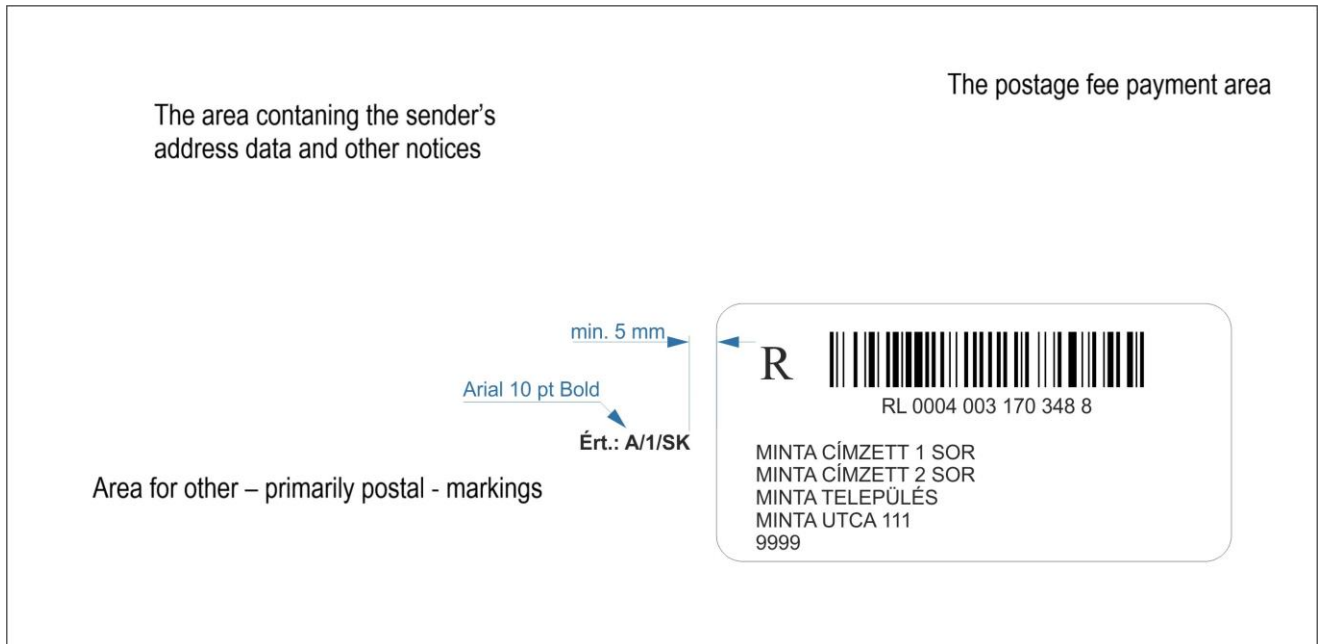 The postage fee payment area
The area contaning the sender's
address data and other notices
min. 5 mm
R
RL 0004 003 170 348 8
Arial 10 pt Bold
Ért.: A/1/SK
MINTA CÍMZETT 1 SOR
MINTA CÍMZETT 2 SOR
MINTA TELEPÜLÉS
MINTA UTCA 111
9999
Area for other – primarily postal - markings